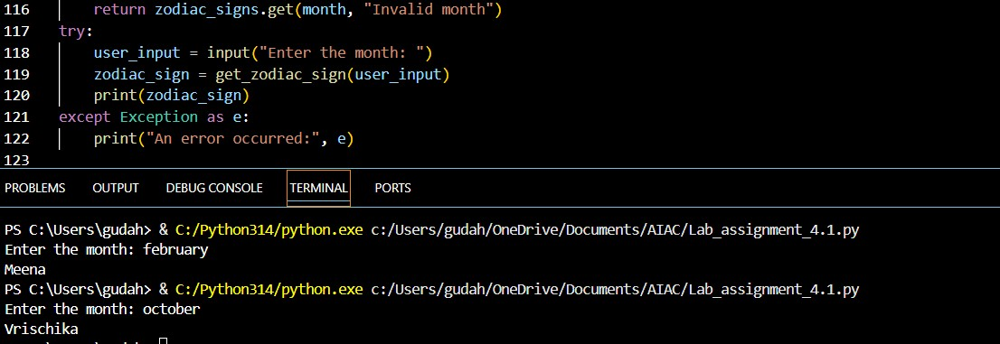 116 return zodiac_signs.get(month, "Invalid month")
117 try:
118 user_input = input("Enter the month: ")
119 zodiac_sign = get_zodiac_sign(user_input)
120 print(zodiac_sign)
121 except Exception as e:
122 print("An error occurred:", e)
123
PROBLEMS OUTPUT DEBUG CONSOLE TERMINAL PORTS
PS C:\Users\gudah> & C:/Python314/python.exe c:/Users/gudah/OneDrive/Documents/AIAC/Lab_assignment_4.1.py
Enter the month: february
Meena
PS C:\Users\gudah> & C:/Python314/python.exe c:/Users/gudah/OneDrive/Documents/AIAC/Lab_assignment_4.1.py
Enter the month: october
Vrischika